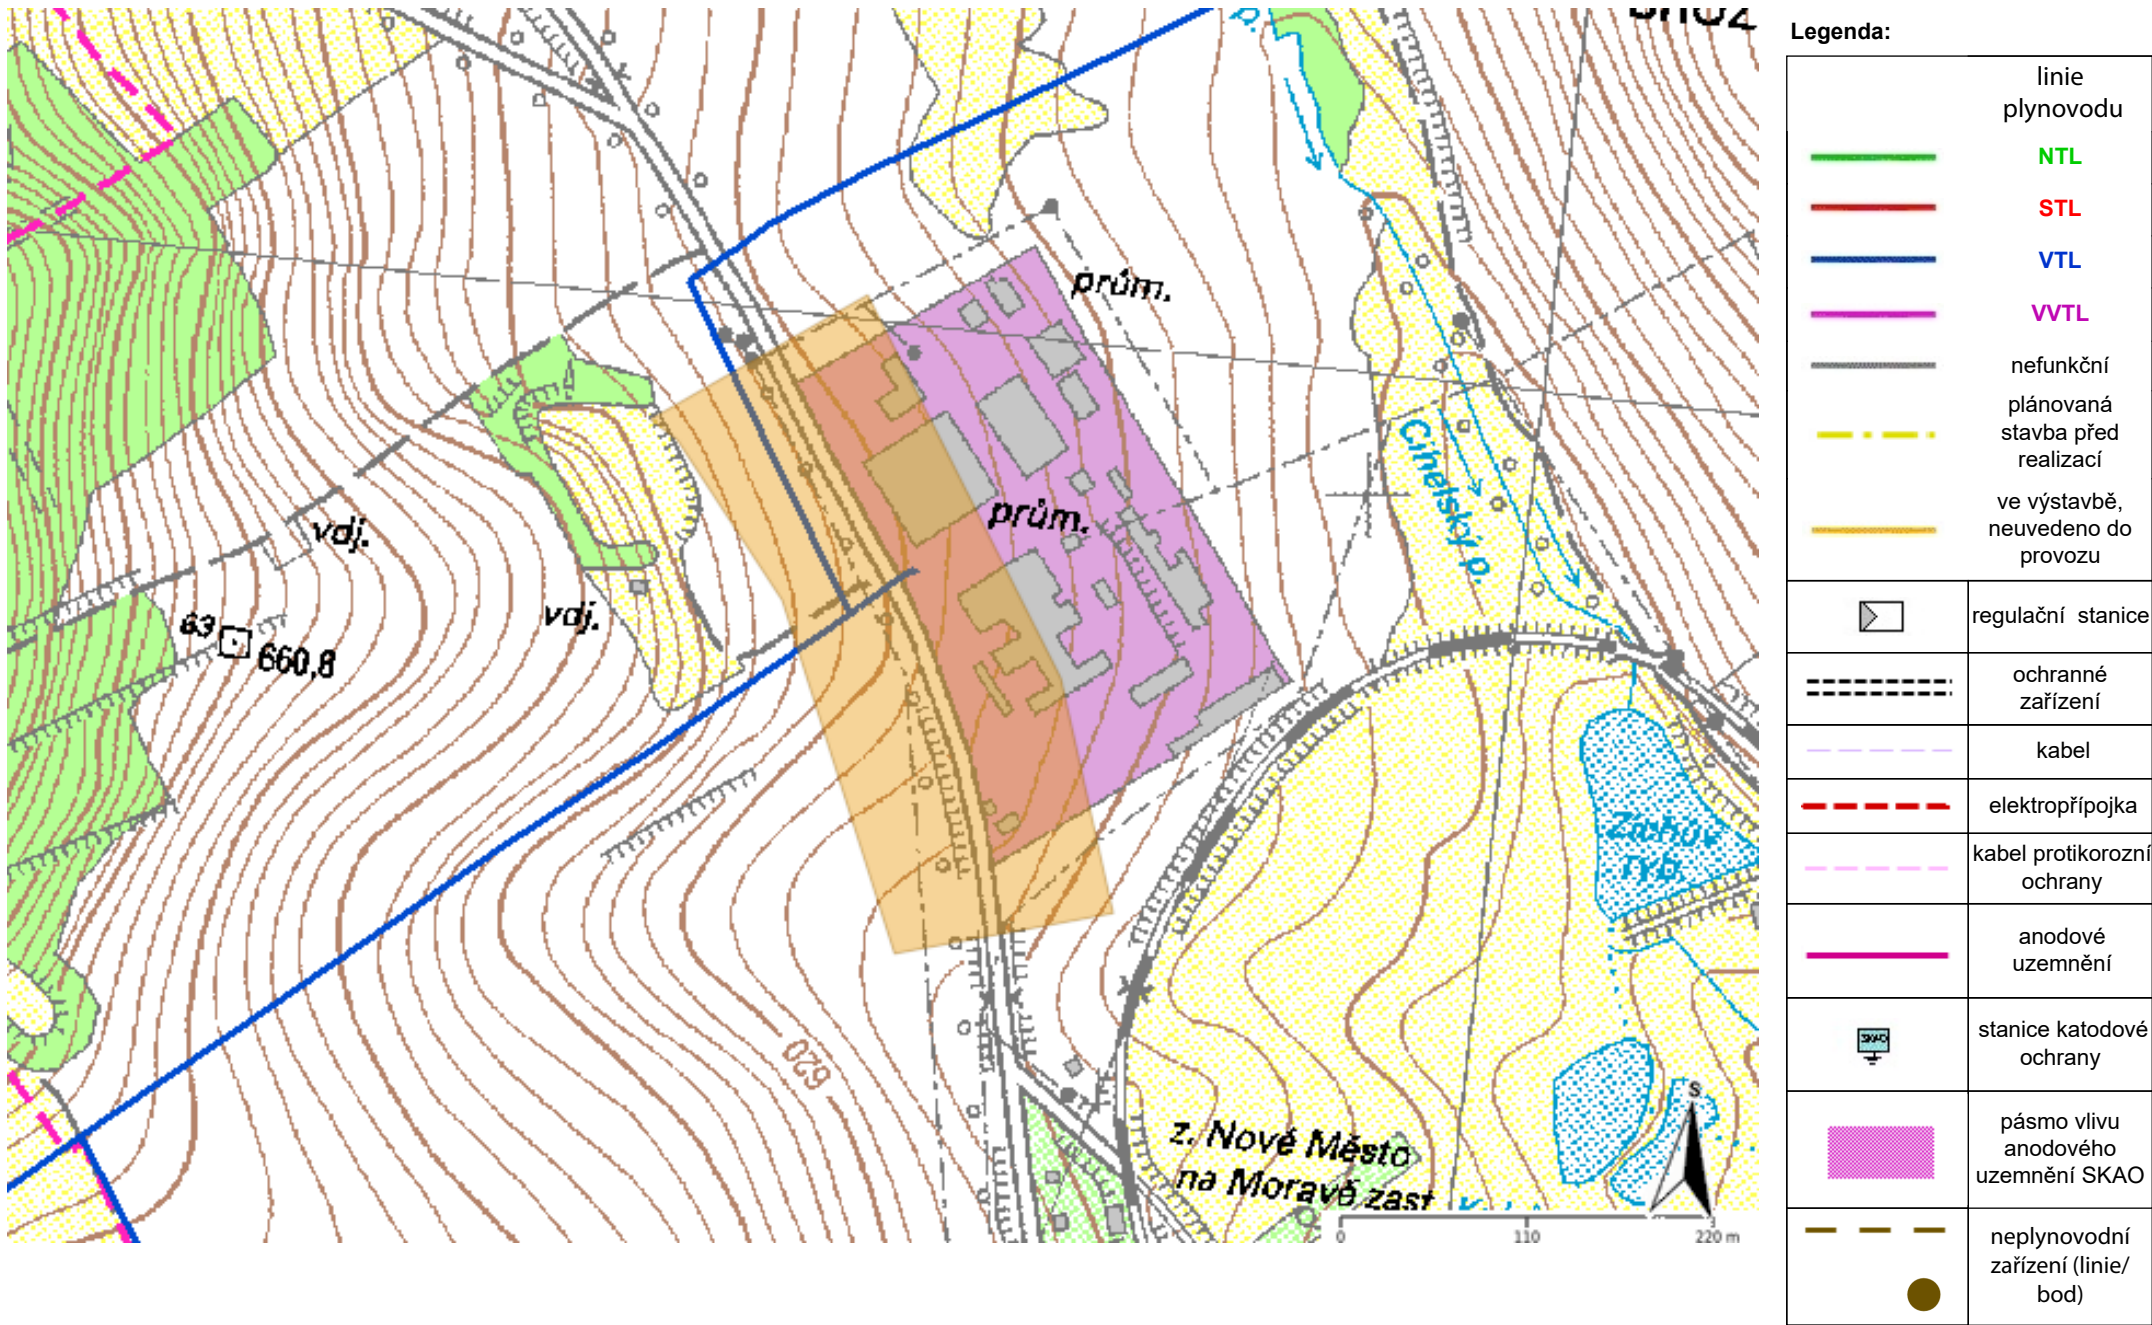 p.
prům.
prům.
Cihelský p.
vdj.
vdj.
63
660,8
620
z. Nové Město
na Moravě zast
Zichův
ryb.
S
0
110
220 m
Legenda:
linie
plynovodu
NTL
STL
VTL
VVTL
nefunkční
plánovaná
stavba před
realizací
ve výstavbě,
neuvedeno do
provozu
regulační stanice
ochranné
zařízení
kabel
elektropřípojka
kabel protikorozní
ochrany
anodové
uzemnění
SKAO
stanice katodové
ochrany
pásmo vlivu
anodového
uzemnění SKAO
neplynovodní
zařízení (linie/
bod)